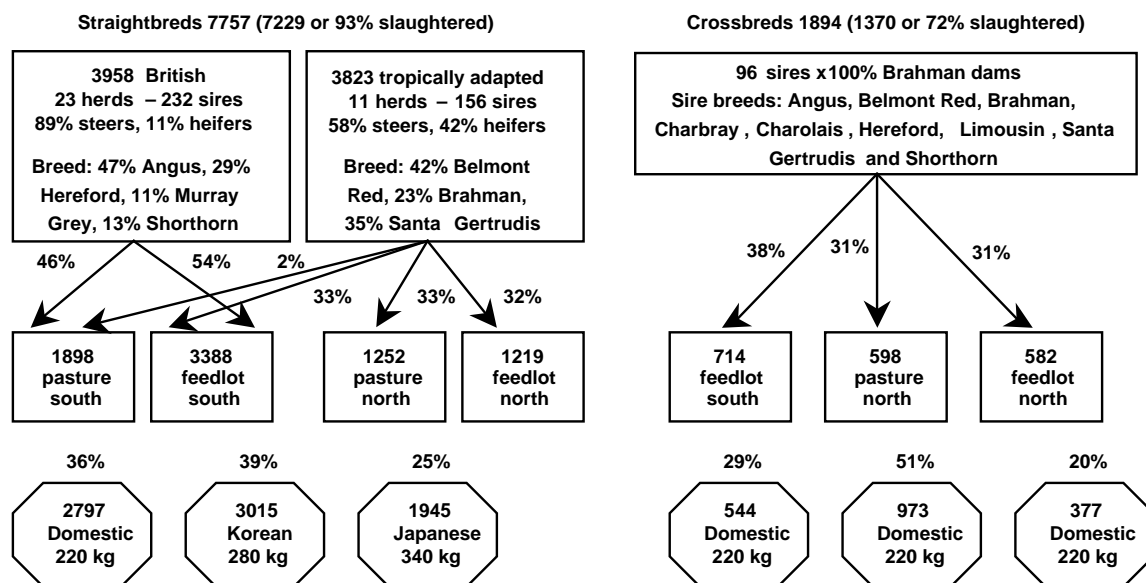 Straightbreds 7757 (7229 or 93% slaughtered)
3958 British
23 herds – 232 sires
89% steers, 11% heifers
Breed: 47% Angus, 29%
Hereford, 11% Murray
Grey, 13% Shorthorn
3823 tropically adapted
11 herds – 156 sires
58% steers, 42% heifers
Breed: 42% Belmont
Red, 23% Brahman,
35% Santa Gertrudis
46%
54%
2%
33%
33%
32%
1898
pasture
south
3388
feedlot
south
1252
pasture
north
1219
feedlot
north
36%
39%
25%
2797
Domestic
220 kg
3015
Korean
280 kg
1945
Japanese
340 kg
Crossbreds 1894 (1370 or 72% slaughtered)
96 sires x100% Brahman dams
Sire breeds: Angus, Belmont Red, Brahman,
Charbray , Charolais , Hereford, Limousin , Santa
Gertrudis and Shorthorn
38%
31%
31%
714
feedlot
south
598
pasture
north
582
feedlot
north
29%
51%
20%
544
Domestic
220 kg
973
Domestic
220 kg
377
Domestic
220 kg